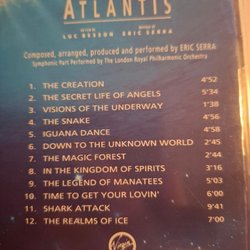 ATLANTIS
UN FILM DE MUSIQUE DE
LUC BESSON ERIC SERRA
Composed, arranged, produced and performed by ERIC SERRA
Symphonic Part Performed by The London Royal Philharmonic Orchestra
1. THE CREATION 4'52
2. THE SECRET LIFE OF ANGELS 5'34
3. VISIONS OF THE UNDERWAY 1'38
4. THE SNAKE 4'56
5. IGUANA DANCE 4'58
6. DOWN TO THE UNKNOWN WORLD 2'45
7. THE MAGIC FOREST 2'44
8. IN THE KINGDOM OF SPIRITS 3'16
9. THE LEGEND OF MANATEES 5'03
10. TIME TO GET YOUR LOVIN' 6'00
11. SHARK ATTACK 9'41
12. THE REALMS OF ICE 7'00
Virgin